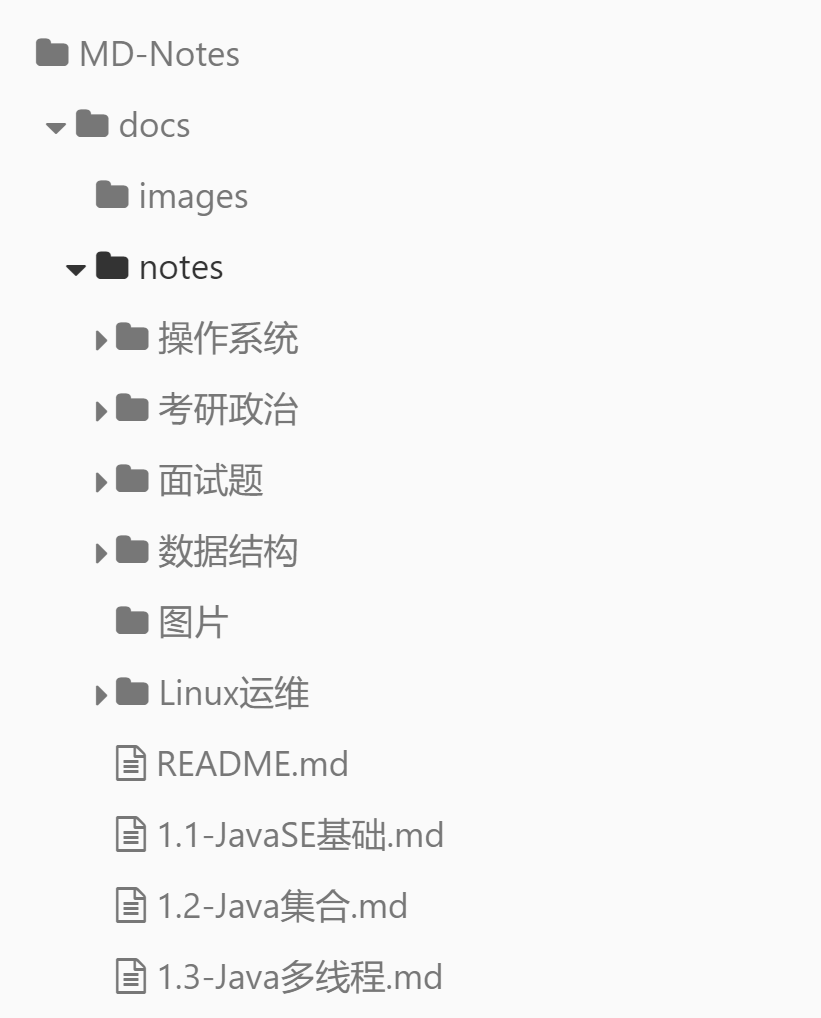 MD-Notes
docs
images
notes
操作系统
考研政治
面试题
数据结构
图片
Linux运维
README.md
1.1-JavaSE基础.md
1.2-Java集合.md
1.3-Java多线程.md